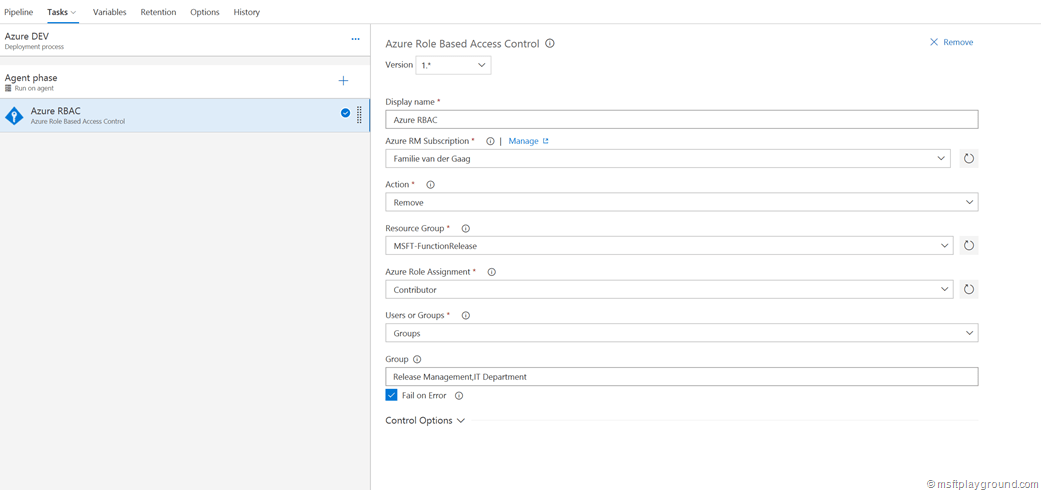 Pipeline Tasks Variables Retention Options History
Azure DEV
Deployment process
Agent phase
Run on agent
Azure RBAC
Azure Role Based Access Control
Azure Role Based Access Control
Remove
Version 1.*
Display name *
Azure RBAC
Azure RM Subscription * | Manage
Familie van der Gaag
Action *
Remove
Resource Group *
MSFT-FunctionRelease
Azure Role Assignment *
Contributor
Users or Groups *
Groups
Group
Release Management,IT Department
Fail on Error
Control Options
© msftplayground.com